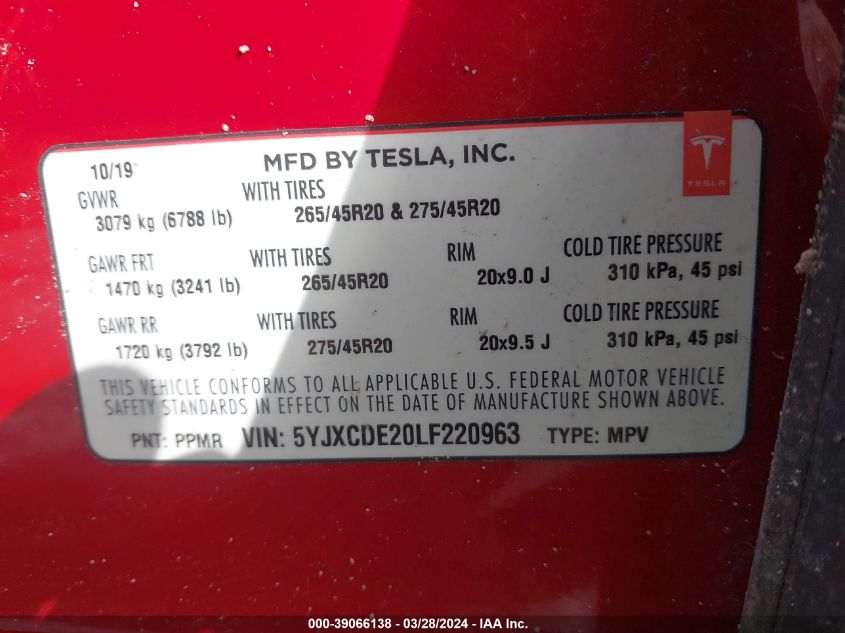 10/19 MFD BY TESLA, INC.
TESLA
GVWR WITH TIRES
3079 kg (6788 lb) 265/45R20 & 275/45R20
GAWR FRT WITH TIRES RIM COLD TIRE PRESSURE
1470 kg (3241 lb) 265/45R20 20x9.0 J 310 kPa, 45 psi
GAWR RR WITH TIRES RIM COLD TIRE PRESSURE
1720 kg (3792 lb) 275/45R20 20x9.5 J 310 kPa, 45 psi
THIS VEHICLE CONFORMS TO ALL APPLICABLE U.S. FEDERAL MOTOR VEHICLE
SAFETY STANDARDS IN EFFECT ON THE DATE OF MANUFACTURE SHOWN ABOVE.
PNT: PPMR VIN: 5YJXCDE20LF220963 TYPE: MPV
000-39066138 - 03/28/2024 - IAA Inc.